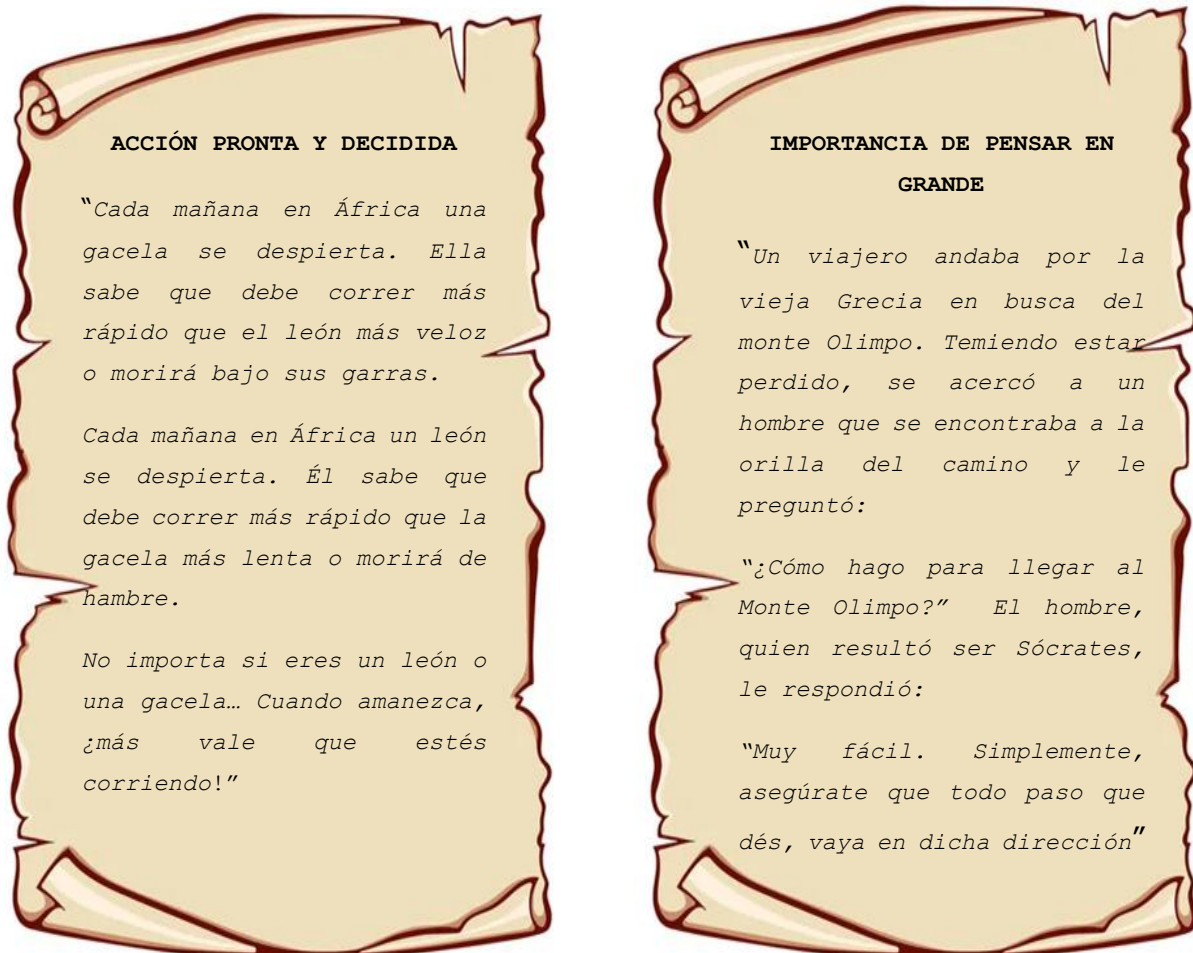 ACCIÓN PRONTA Y DECIDIDA
“Cada mañana en África una
gacela se despierta. Ella
sabe que debe correr más
rápido que el león más veloz
o morirá bajo sus garras.
Cada mañana en África un león
se despierta. Él sabe que
debe correr más rápido que la
gacela más lenta o morirá de
hambre.
No importa si eres un león o
una gacela… Cuando amanezca,
¿más vale que estés
corriendo!”
IMPORTANCIA DE PENSAR EN
GRANDE
“Un viajero andaba por la
vieja Grecia en busca del
monte Olimpo. Temiendo estar
perdido, se acercó a un
hombre que se encontraba a la
orilla del camino y le
preguntó:
“¿Cómo hago para llegar al
Monte Olimpo?” El hombre,
quien resultó ser Sócrates,
le respondió:
“Muy fácil. Simplemente,
asegúrate que todo paso que
dés, vaya en dicha dirección”